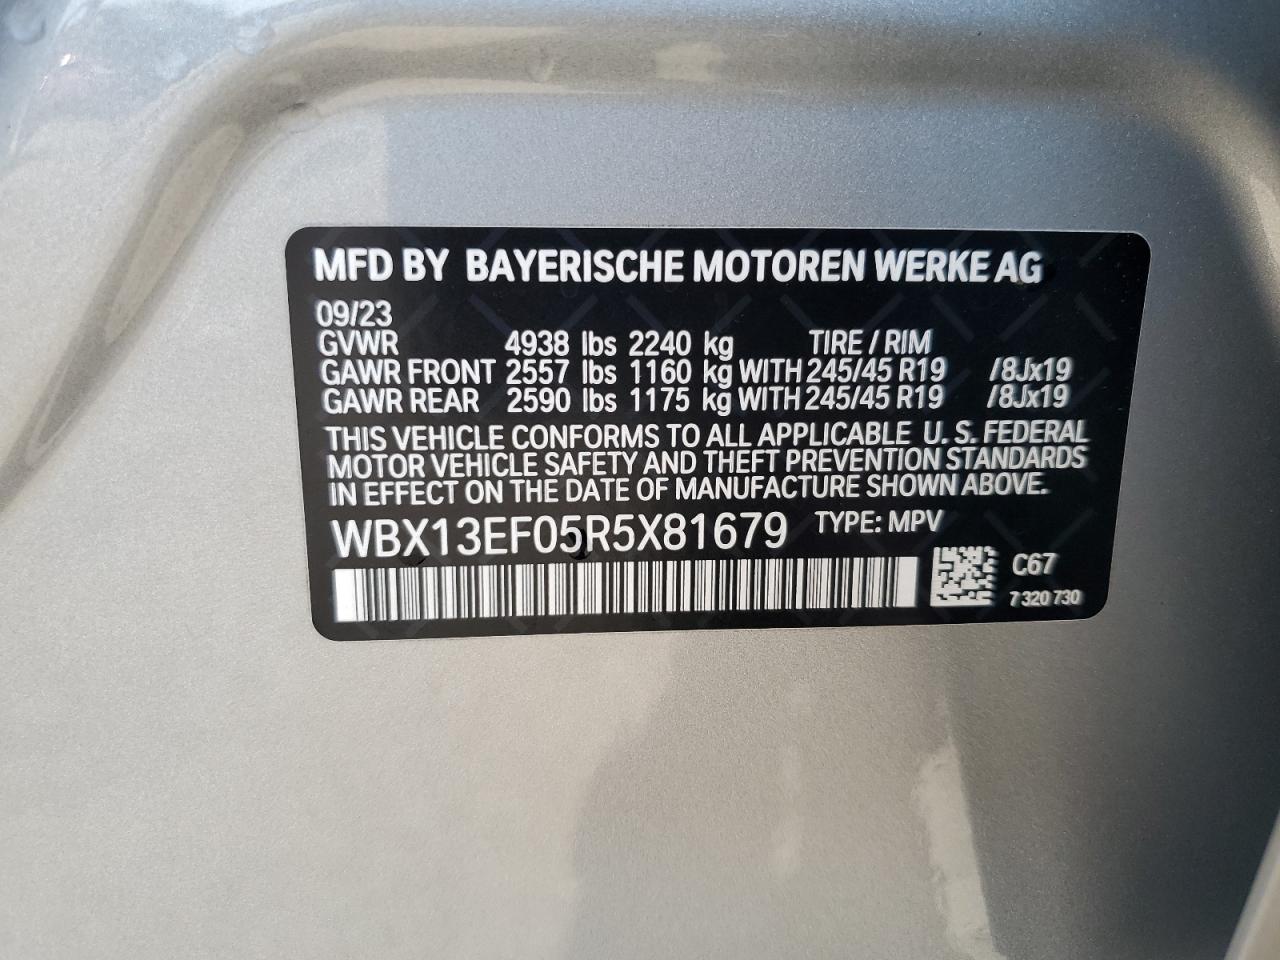 MFD BY BAYERISCHE MOTOREN WERKE AG
09/23
GVWR 4938 lbs 2240 kg TIRE / RIM
GAWR FRONT 2557 lbs 1160 kg WITH 245/45 R19 /8Jx19
GAWR REAR 2590 lbs 1175 kg WITH 245/45 R19 /8Jx19
THIS VEHICLE CONFORMS TO ALL APPLICABLE U. S. FEDERAL
MOTOR VEHICLE SAFETY AND THEFT PREVENTION STANDARDS
IN EFFECT ON THE DATE OF MANUFACTURE SHOWN ABOVE.
WBX13EF05R5X81679 TYPE: MPV
C67
7 320 730